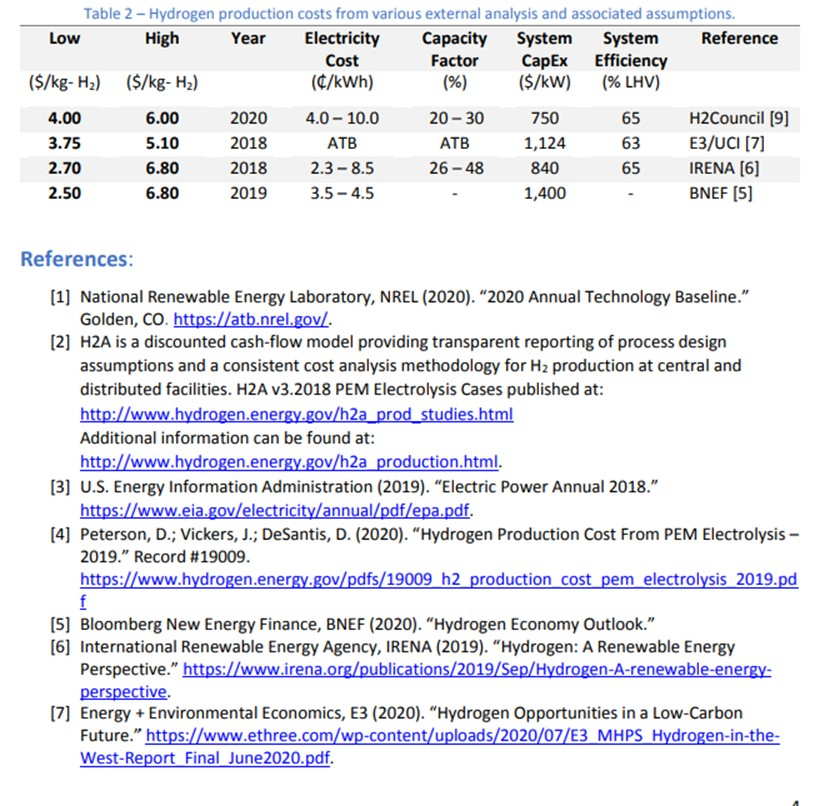 Table 2 – Hydrogen production costs from various external analysis and associated assumptions.
Low High Year Electricity Capacity System System Reference
Cost Factor CapEx Efficiency
($/kg- H₂) ($/kg- H₂) (₵/kWh) (%) ($/kW) (% LHV)
4.00 6.00 2020 4.0 – 10.0 20 – 30 750 65 H2Council [9]
3.75 5.10 2018 ATB ATB 1,124 63 E3/UCI [7]
2.70 6.80 2018 2.3 – 8.5 26 – 48 840 65 IRENA [6]
2.50 6.80 2019 3.5 – 4.5 - 1,400 - BNEF [5]
References:
[1] National Renewable Energy Laboratory, NREL (2020). “2020 Annual Technology Baseline.”
Golden, CO. https://atb.nrel.gov/.
[2] H2A is a discounted cash-flow model providing transparent reporting of process design
assumptions and a consistent cost analysis methodology for H₂ production at central and
distributed facilities. H2A v3.2018 PEM Electrolysis Cases published at:
http://www.hydrogen.energy.gov/h2a_prod_studies.html
Additional information can be found at:
http://www.hydrogen.energy.gov/h2a_production.html.
[3] U.S. Energy Information Administration (2019). “Electric Power Annual 2018.”
https://www.eia.gov/electricity/annual/pdf/epa.pdf.
[4] Peterson, D.; Vickers, J.; DeSantis, D. (2020). “Hydrogen Production Cost From PEM Electrolysis –
2019.” Record #19009.
https://www.hydrogen.energy.gov/pdfs/19009_h2_production_cost_pem_electrolysis_2019.pd
f
[5] Bloomberg New Energy Finance, BNEF (2020). “Hydrogen Economy Outlook.”
[6] International Renewable Energy Agency, IRENA (2019). “Hydrogen: A Renewable Energy
Perspective.” https://www.irena.org/publications/2019/Sep/Hydrogen-A-renewable-energy-
perspective.
[7] Energy + Environmental Economics, E3 (2020). “Hydrogen Opportunities in a Low-Carbon
Future.” https://www.ethree.com/wp-content/uploads/2020/07/E3_MHPS_Hydrogen-in-the-
West-Report_Final_June2020.pdf.